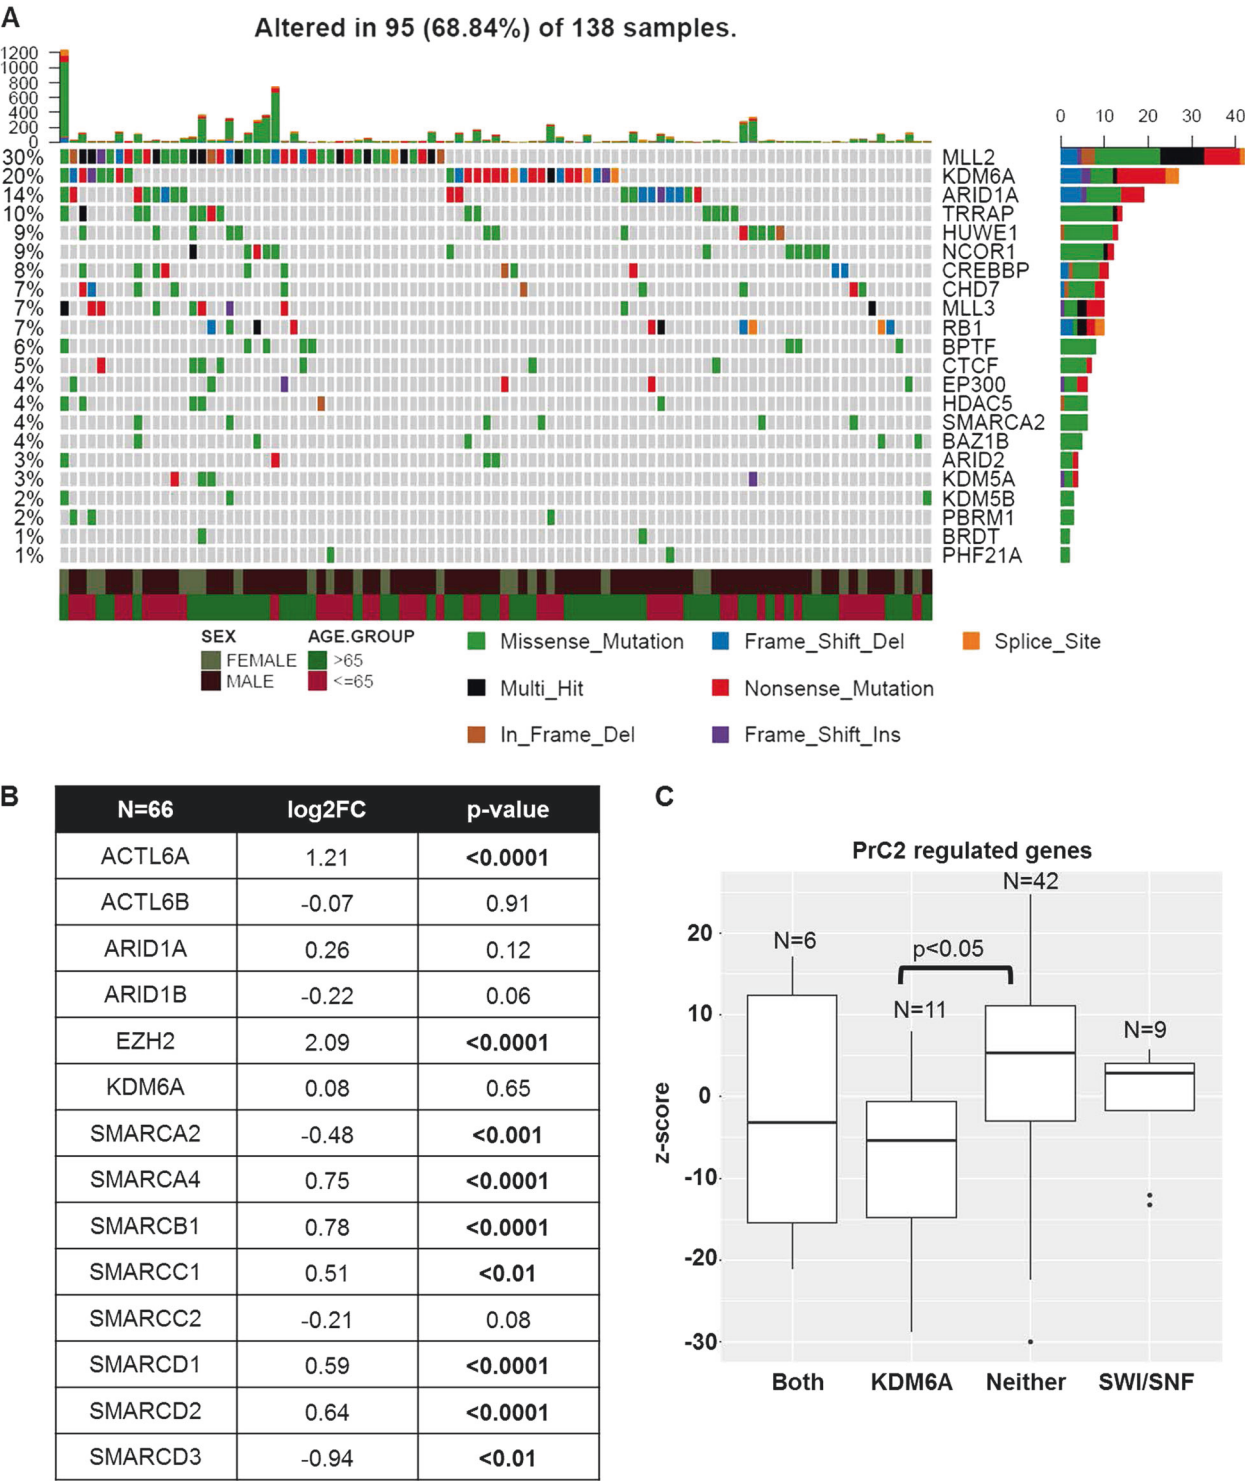 A
Altered in 95 (68.84%) of 138 samples.
1200
1000
800
600
400
200
0
0 10 20 30 40
30% MLL2
20% KDM6A
14% ARID1A
10% TRRAP
9% HUWE1
9% NCOR1
8% CREBBP
7% CHD7
7% MLL3
7% RB1
6% BPTF
5% CTCF
4% EP300
4% HDAC5
4% SMARCA2
4% BAZ1B
3% ARID2
3% KDM5A
2% KDM5B
2% PBRM1
1% BRDT
1% PHF21A
SEX AGE.GROUP
FEMALE >65
MALE <=65
Missense_Mutation Frame_Shift_Del Splice_Site
Multi_Hit Nonsense_Mutation
In_Frame_Del Frame_Shift_Ins
B
N=66 log2FC p-value
ACTL6A 1.21 <0.0001
ACTL6B -0.07 0.91
ARID1A 0.26 0.12
ARID1B -0.22 0.06
EZH2 2.09 <0.0001
KDM6A 0.08 0.65
SMARCA2 -0.48 <0.001
SMARCA4 0.75 <0.0001
SMARCB1 0.78 <0.0001
SMARCC1 0.51 <0.01
SMARCC2 -0.21 0.08
SMARCD1 0.59 <0.0001
SMARCD2 0.64 <0.0001
SMARCD3 -0.94 <0.01
C
PrC2 regulated genes
N=42
N=6
p<0.05
N=11
N=9
z-score
20
10
0
-10
-20
-30
Both KDM6A Neither SWI/SNF